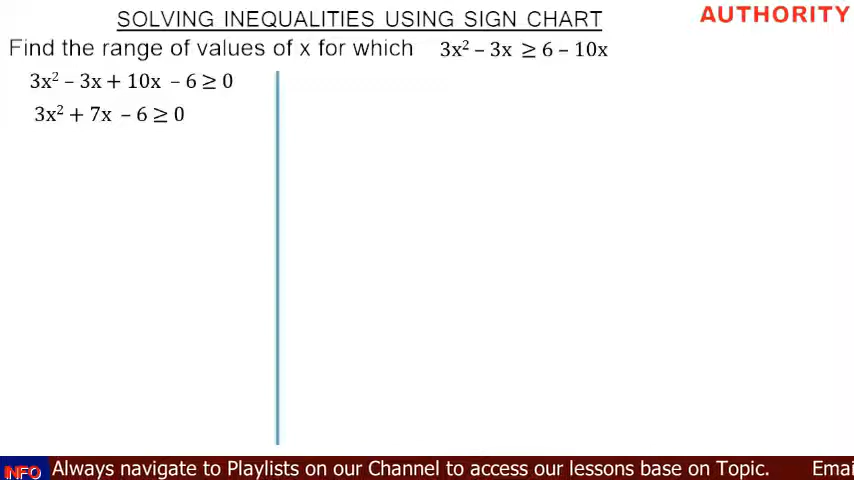 SOLVING INEQUALITIES USING SIGN CHART
AUTHORITY
Find the range of values of x for which 3x² – 3x ≥ 6 – 10x
3x² – 3x + 10x – 6 ≥ 0
3x² + 7x – 6 ≥ 0
INFO Always navigate to Playlists on our Channel to access our lessons base on Topic. Emai